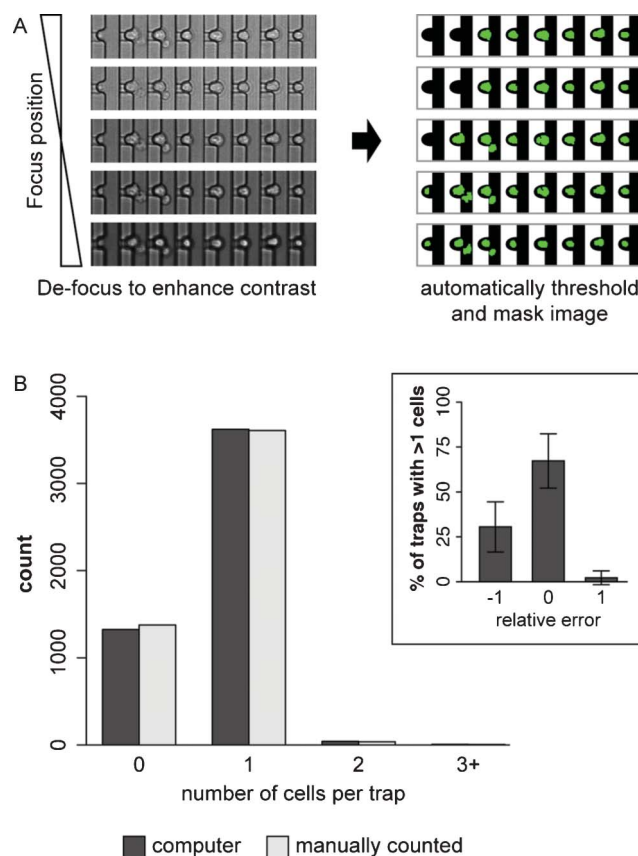 A
Focus position
De-focus to enhance contrast
automatically threshold
and mask image
B
count
4000
3000
2000
1000
0
0
1
2
3+
number of cells per trap
computer
manually counted
% of traps with >1 cells
100
75
50
25
0
-1
0
1
relative error